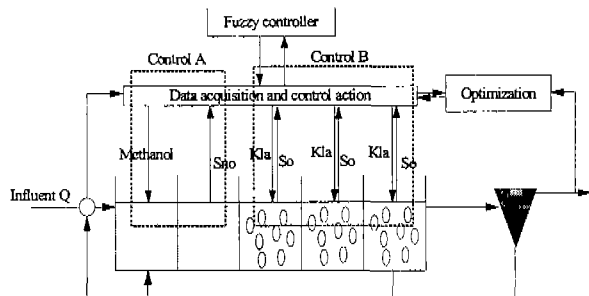 Fuzzy controller
Control A
Control B
Data acquisition and control action
Optimization
Methanol
Sno
Kla
So
Kla
So
Kla
So
Influent Q